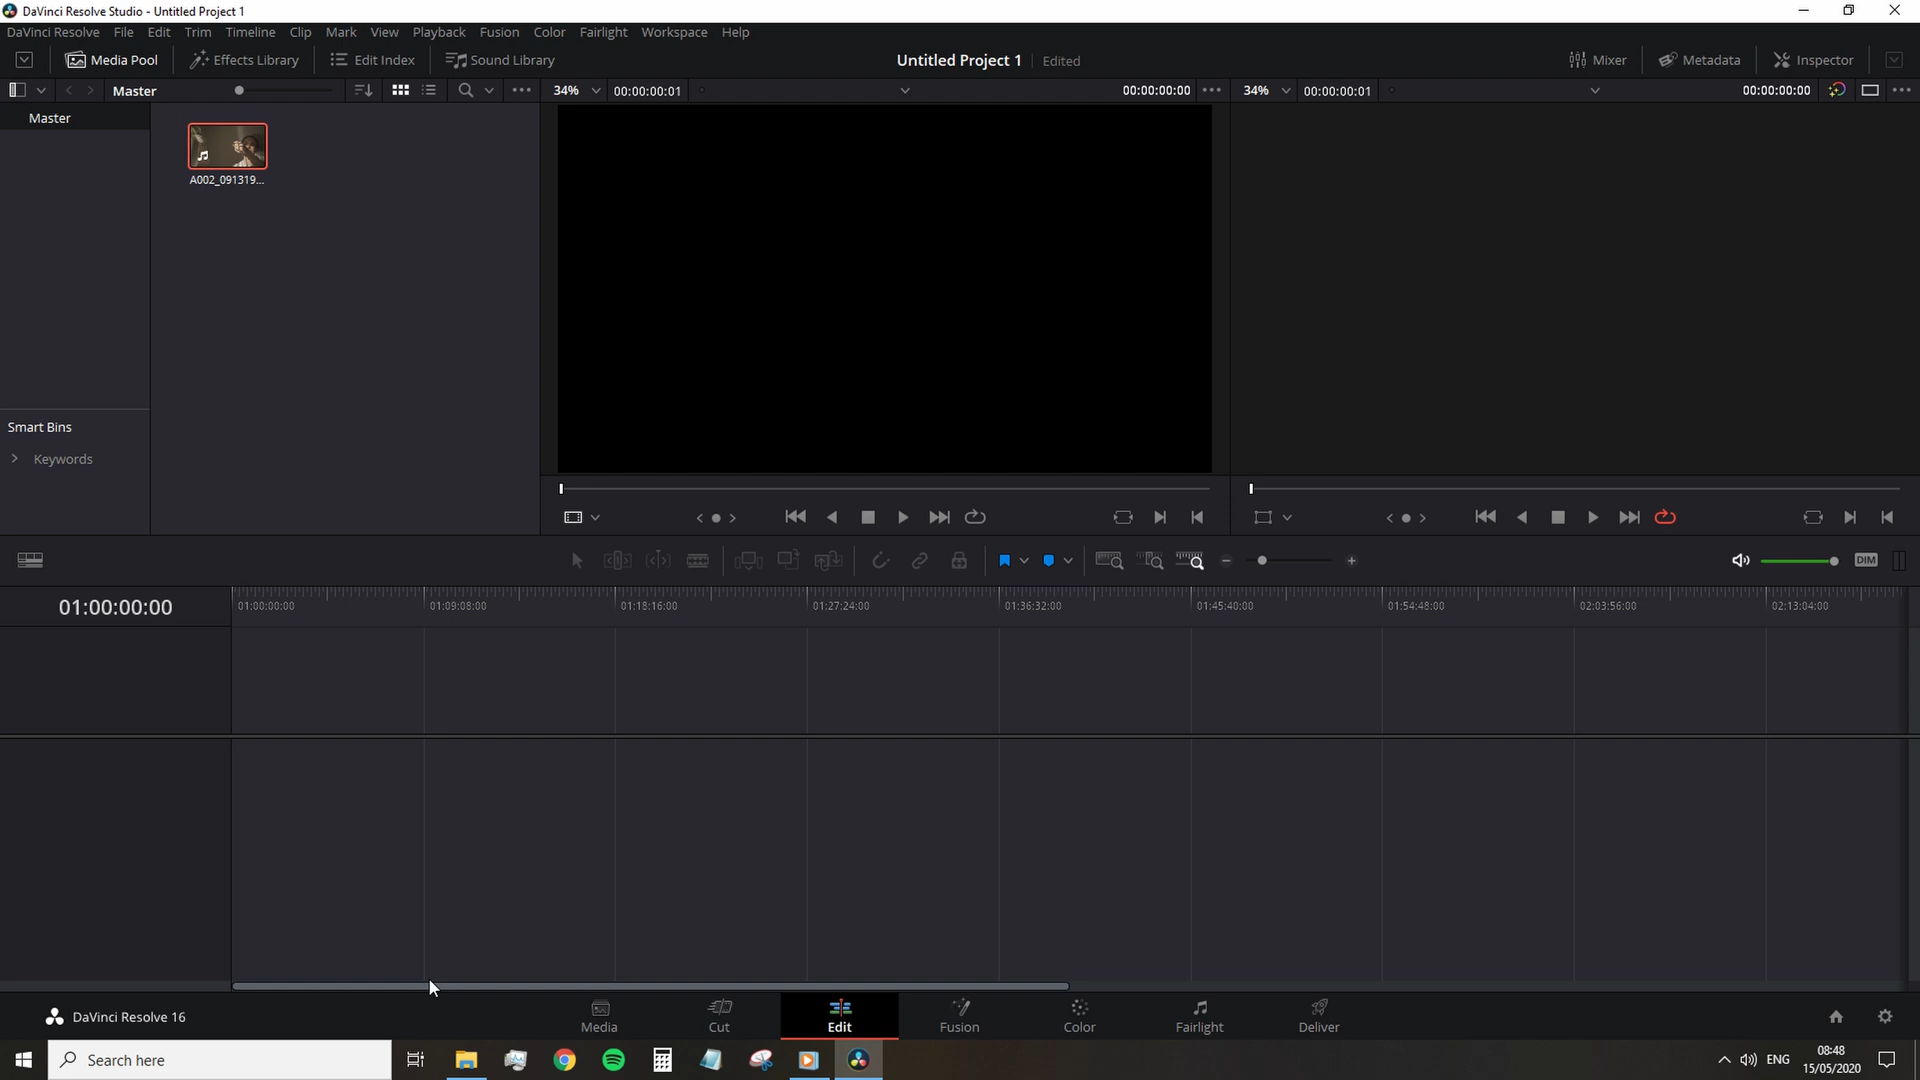 DaVinci Resolve Studio - Untitled Project 1
DaVinci Resolve File Edit Trim Timeline Clip Mark View Playback Fusion Color Fairlight Workspace Help
Media Pool Effects Library Edit Index Sound Library Untitled Project 1 Edited Mixer Metadata Inspector
Master 34% 00:00:00:01 00:00:00:00 34% 00:00:00:01 00:00:00:00
Master
A002_091319...
Smart Bins
Keywords
DIM
01:00:00:00 01:00:00:00 01:09:08:00 01:18:16:00 01:27:24:00 01:36:32:00 01:45:40:00 01:54:48:00 02:03:56:00 02:13:04:00
DaVinci Resolve 16 Media Cut Edit Fusion Color Fairlight Deliver
Search here ENG 08:48
15/05/2020